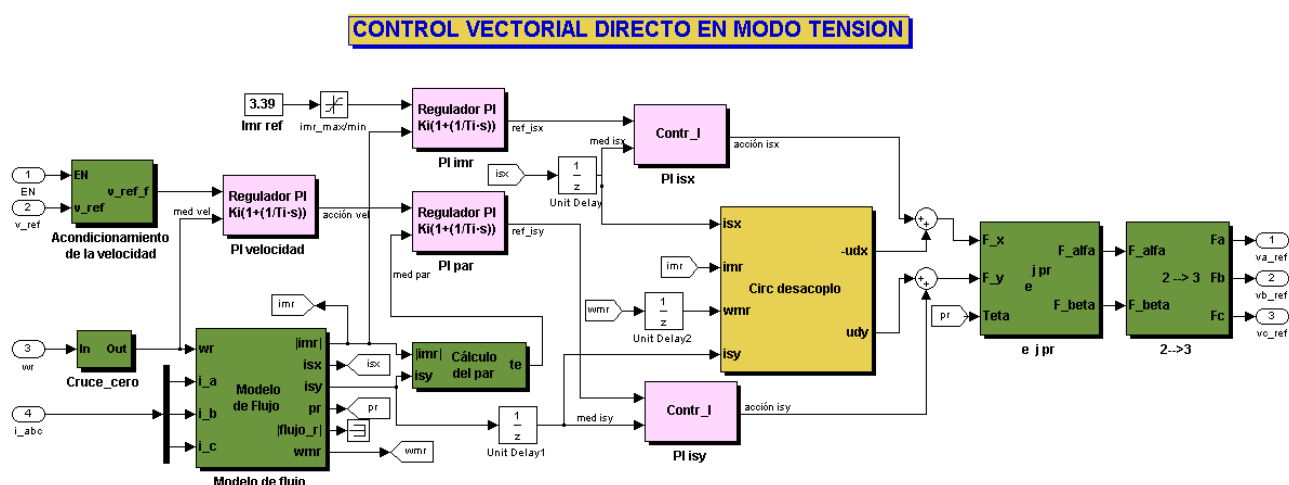 CONTROL VECTORIAL DIRECTO EN MODO TENSION
3.39
Imr ref
imr_max/min
Regulador PI
Ki(1+(1/Ti·s))
PI imr
ref_isx
Contr_I
PI isx
med isx
acción isx
isx
1
z
Unit Delay
1
EN
2
v_ref
EN
v_ref
v_ref_f
Acondicionamiento
de la velocidad
med vel
Regulador PI
Ki(1+(1/Ti·s))
PI velocidad
acción vel
Regulador PI
Ki(1+(1/Ti·s))
PI par
ref_isy
med par
isx
imr
wmr
isy
-udx
udy
Circ desacoplo
imr
wmr
1
z
Unit Delay2
+
+
+
+
F_x
F_y
Teta
j pr
e
F_alfa
F_beta
e j pr
pr
F_alfa
F_beta
2 --> 3
Fa
Fb
Fc
2-->3
1
va_ref
2
vb_ref
3
vc_ref
3
wr
In Out
Cruce_cero
4
i_abc
wr
i_a
i_b
i_c
Modelo
de Flujo
|imr|
isx
isy
pr
|flujo_r|
wmr
Modelo de flujo
imr
isx
pr
wmr
|imr|
isy
Cálculo
del par
te
1
z
Unit Delay1
med isy
Contr_I
PI isy
acción isy